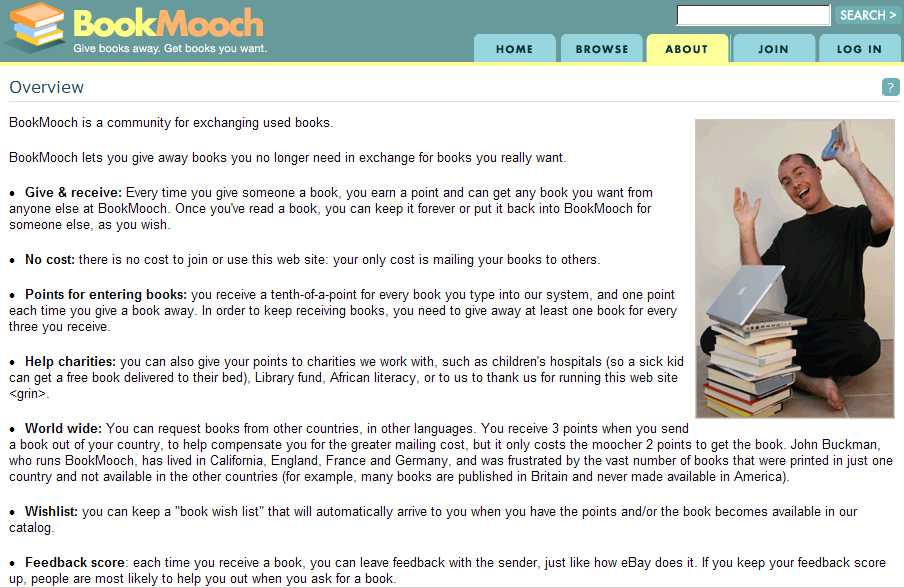 BookMooch
Give books away. Get books you want.
SEARCH >
HOME
BROWSE
ABOUT
JOIN
LOG IN
Overview
?
BookMooch is a community for exchanging used books.
BookMooch lets you give away books you no longer need in exchange for books you really want.
• Give & receive: Every time you give someone a book, you earn a point and can get any book you want from
anyone else at BookMooch. Once you've read a book, you can keep it forever or put it back into BookMooch for
someone else, as you wish.
• No cost: there is no cost to join or use this web site: your only cost is mailing your books to others.
• Points for entering books: you receive a tenth-of-a-point for every book you type into our system, and one point
each time you give a book away. In order to keep receiving books, you need to give away at least one book for every
three you receive.
• Help charities: you can also give your points to charities we work with, such as children's hospitals (so a sick kid
can get a free book delivered to their bed), Library fund, African literacy, or to us to thank us for running this web site
<grin>.
• World wide: You can request books from other countries, in other languages. You receive 3 points when you send
a book out of your country, to help compensate you for the greater mailing cost, but it only costs the moocher 2 points to get the book. John Buckman,
who runs BookMooch, has lived in California, England, France and Germany, and was frustrated by the vast number of books that were printed in just one
country and not available in the other countries (for example, many books are published in Britain and never made available in America).
• Wishlist: you can keep a "book wish list" that will automatically arrive to you when you have the points and/or the book becomes available in our
catalog.
• Feedback score: each time you receive a book, you can leave feedback with the sender, just like how eBay does it. If you keep your feedback score
up, people are most likely to help you out when you ask for a book.